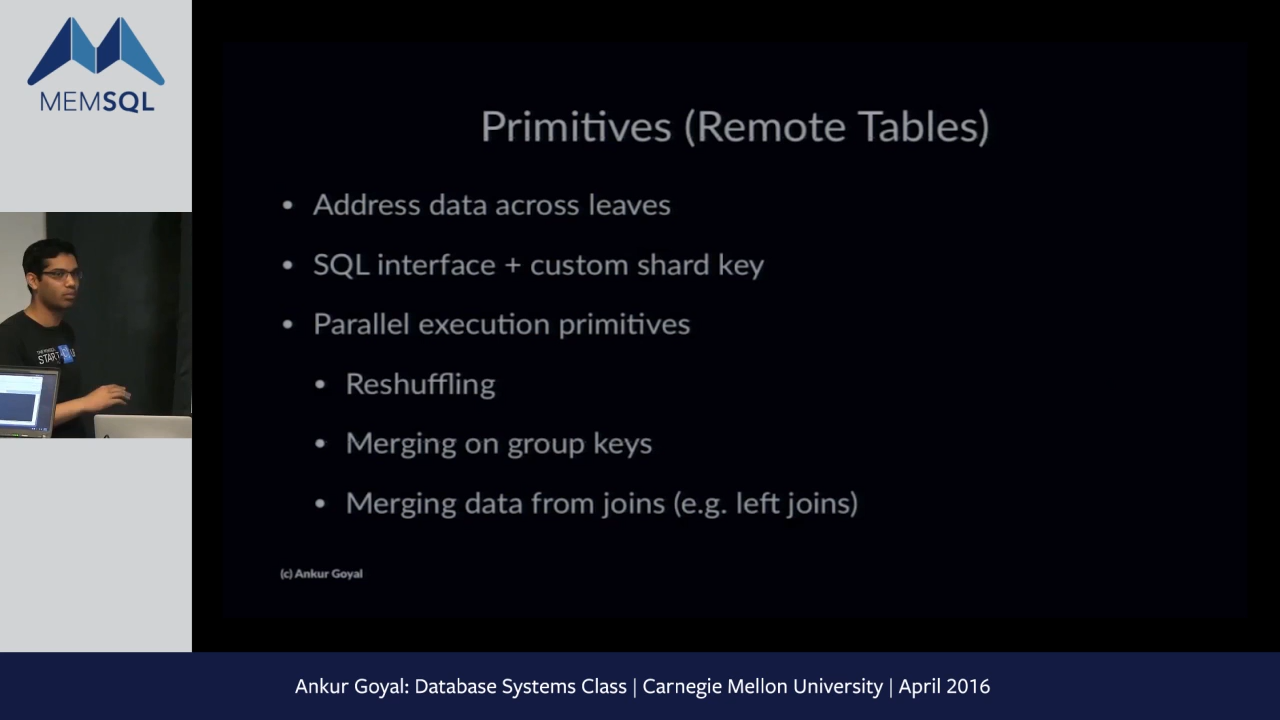 MEMSQL
Primitives (Remote Tables)
• Address data across leaves
• SQL interface + custom shard key
• Parallel execution primitives
• Reshuffling
• Merging on group keys
• Merging data from joins (e.g. left joins)
(c) Ankur Goyal
Ankur Goyal: Database Systems Class | Carnegie Mellon University | April 2016